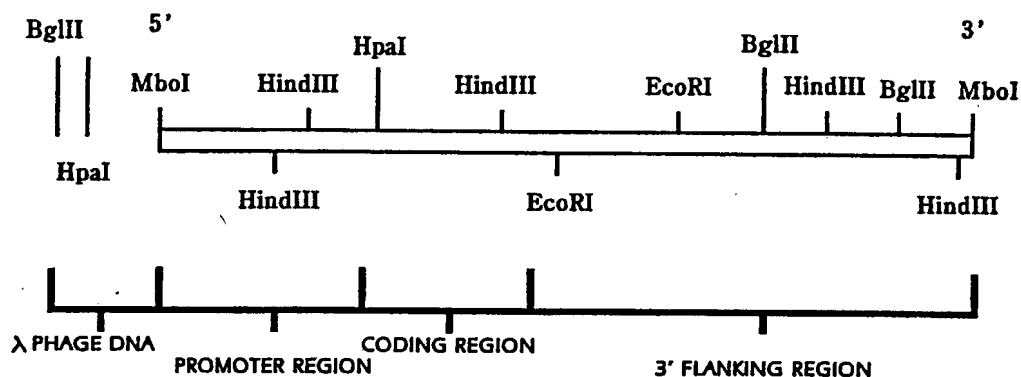 5’ 3’
BglII HpaI BglII
MboI HindIII HindIII EcoRI HindIII BglII MboI
HpaI
HindIII EcoRI HindIII
λ PHAGE DNA CODING REGION
PROMOTER REGION 3’ FLANKING REGION